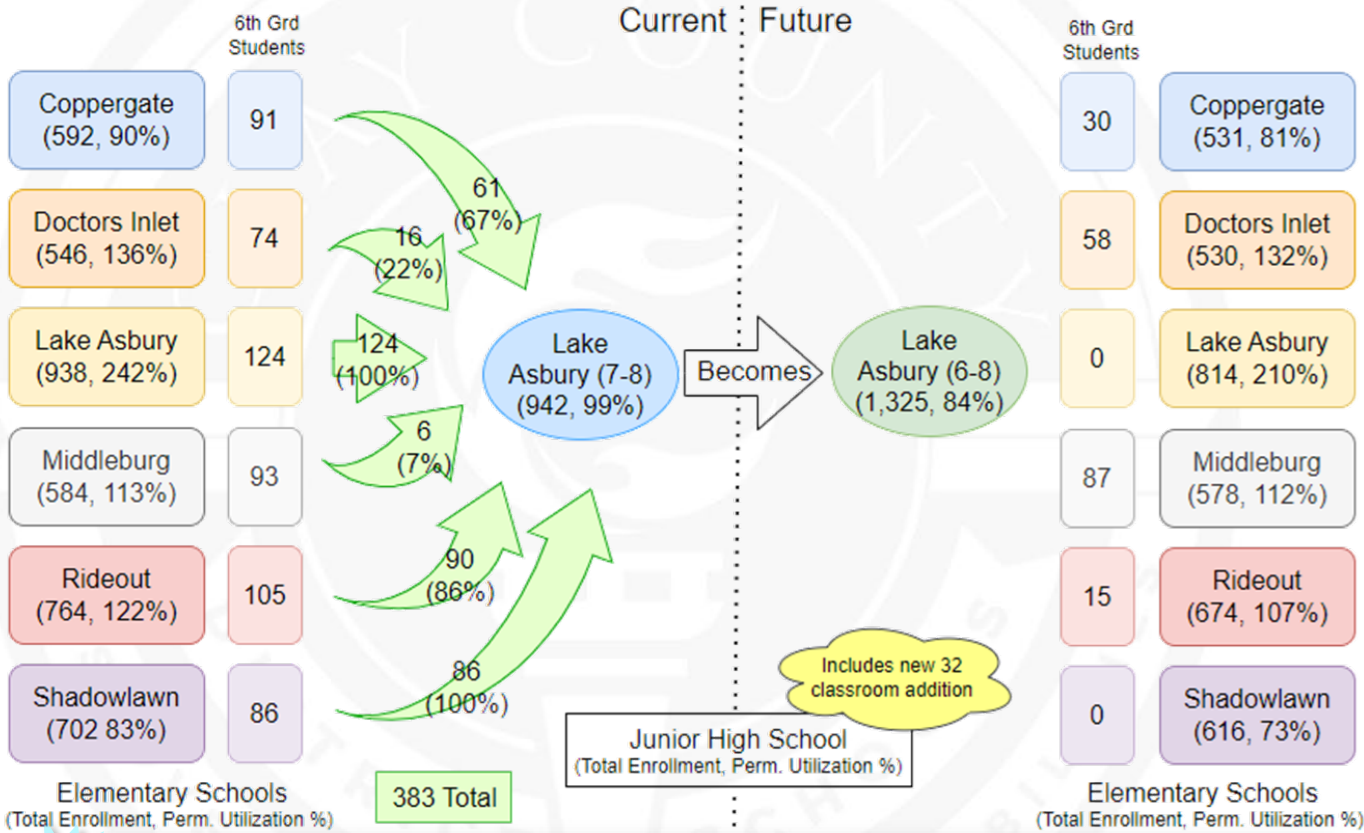 Current
Future
6th Grd
Students
6th Grd
Students
Coppergate
(592, 90%)
91
61
(67%)
30
Coppergate
(531, 81%)
Doctors Inlet
(546, 136%)
74
16
(22%)
58
Doctors Inlet
(530, 132%)
Lake Asbury
(938, 242%)
124
124
(100%)
Lake
Asbury (7-8)
(942, 99%)
Becomes
Lake
Asbury (6-8)
(1,325, 84%)
0
Lake Asbury
(814, 210%)
Middleburg
(584, 113%)
93
6
(7%)
87
Middleburg
(578, 112%)
Rideout
(764, 122%)
105
90
(86%)
15
Rideout
(674, 107%)
Shadowlawn
(702 83%)
86
86
(100%)
Includes new 32
classroom addition
0
Shadowlawn
(616, 73%)
Junior High School
(Total Enrollment, Perm. Utilization %)
Elementary Schools
(Total Enrollment, Perm. Utilization %)
383 Total
Elementary Schools
(Total Enrollment, Perm. Utilization %)